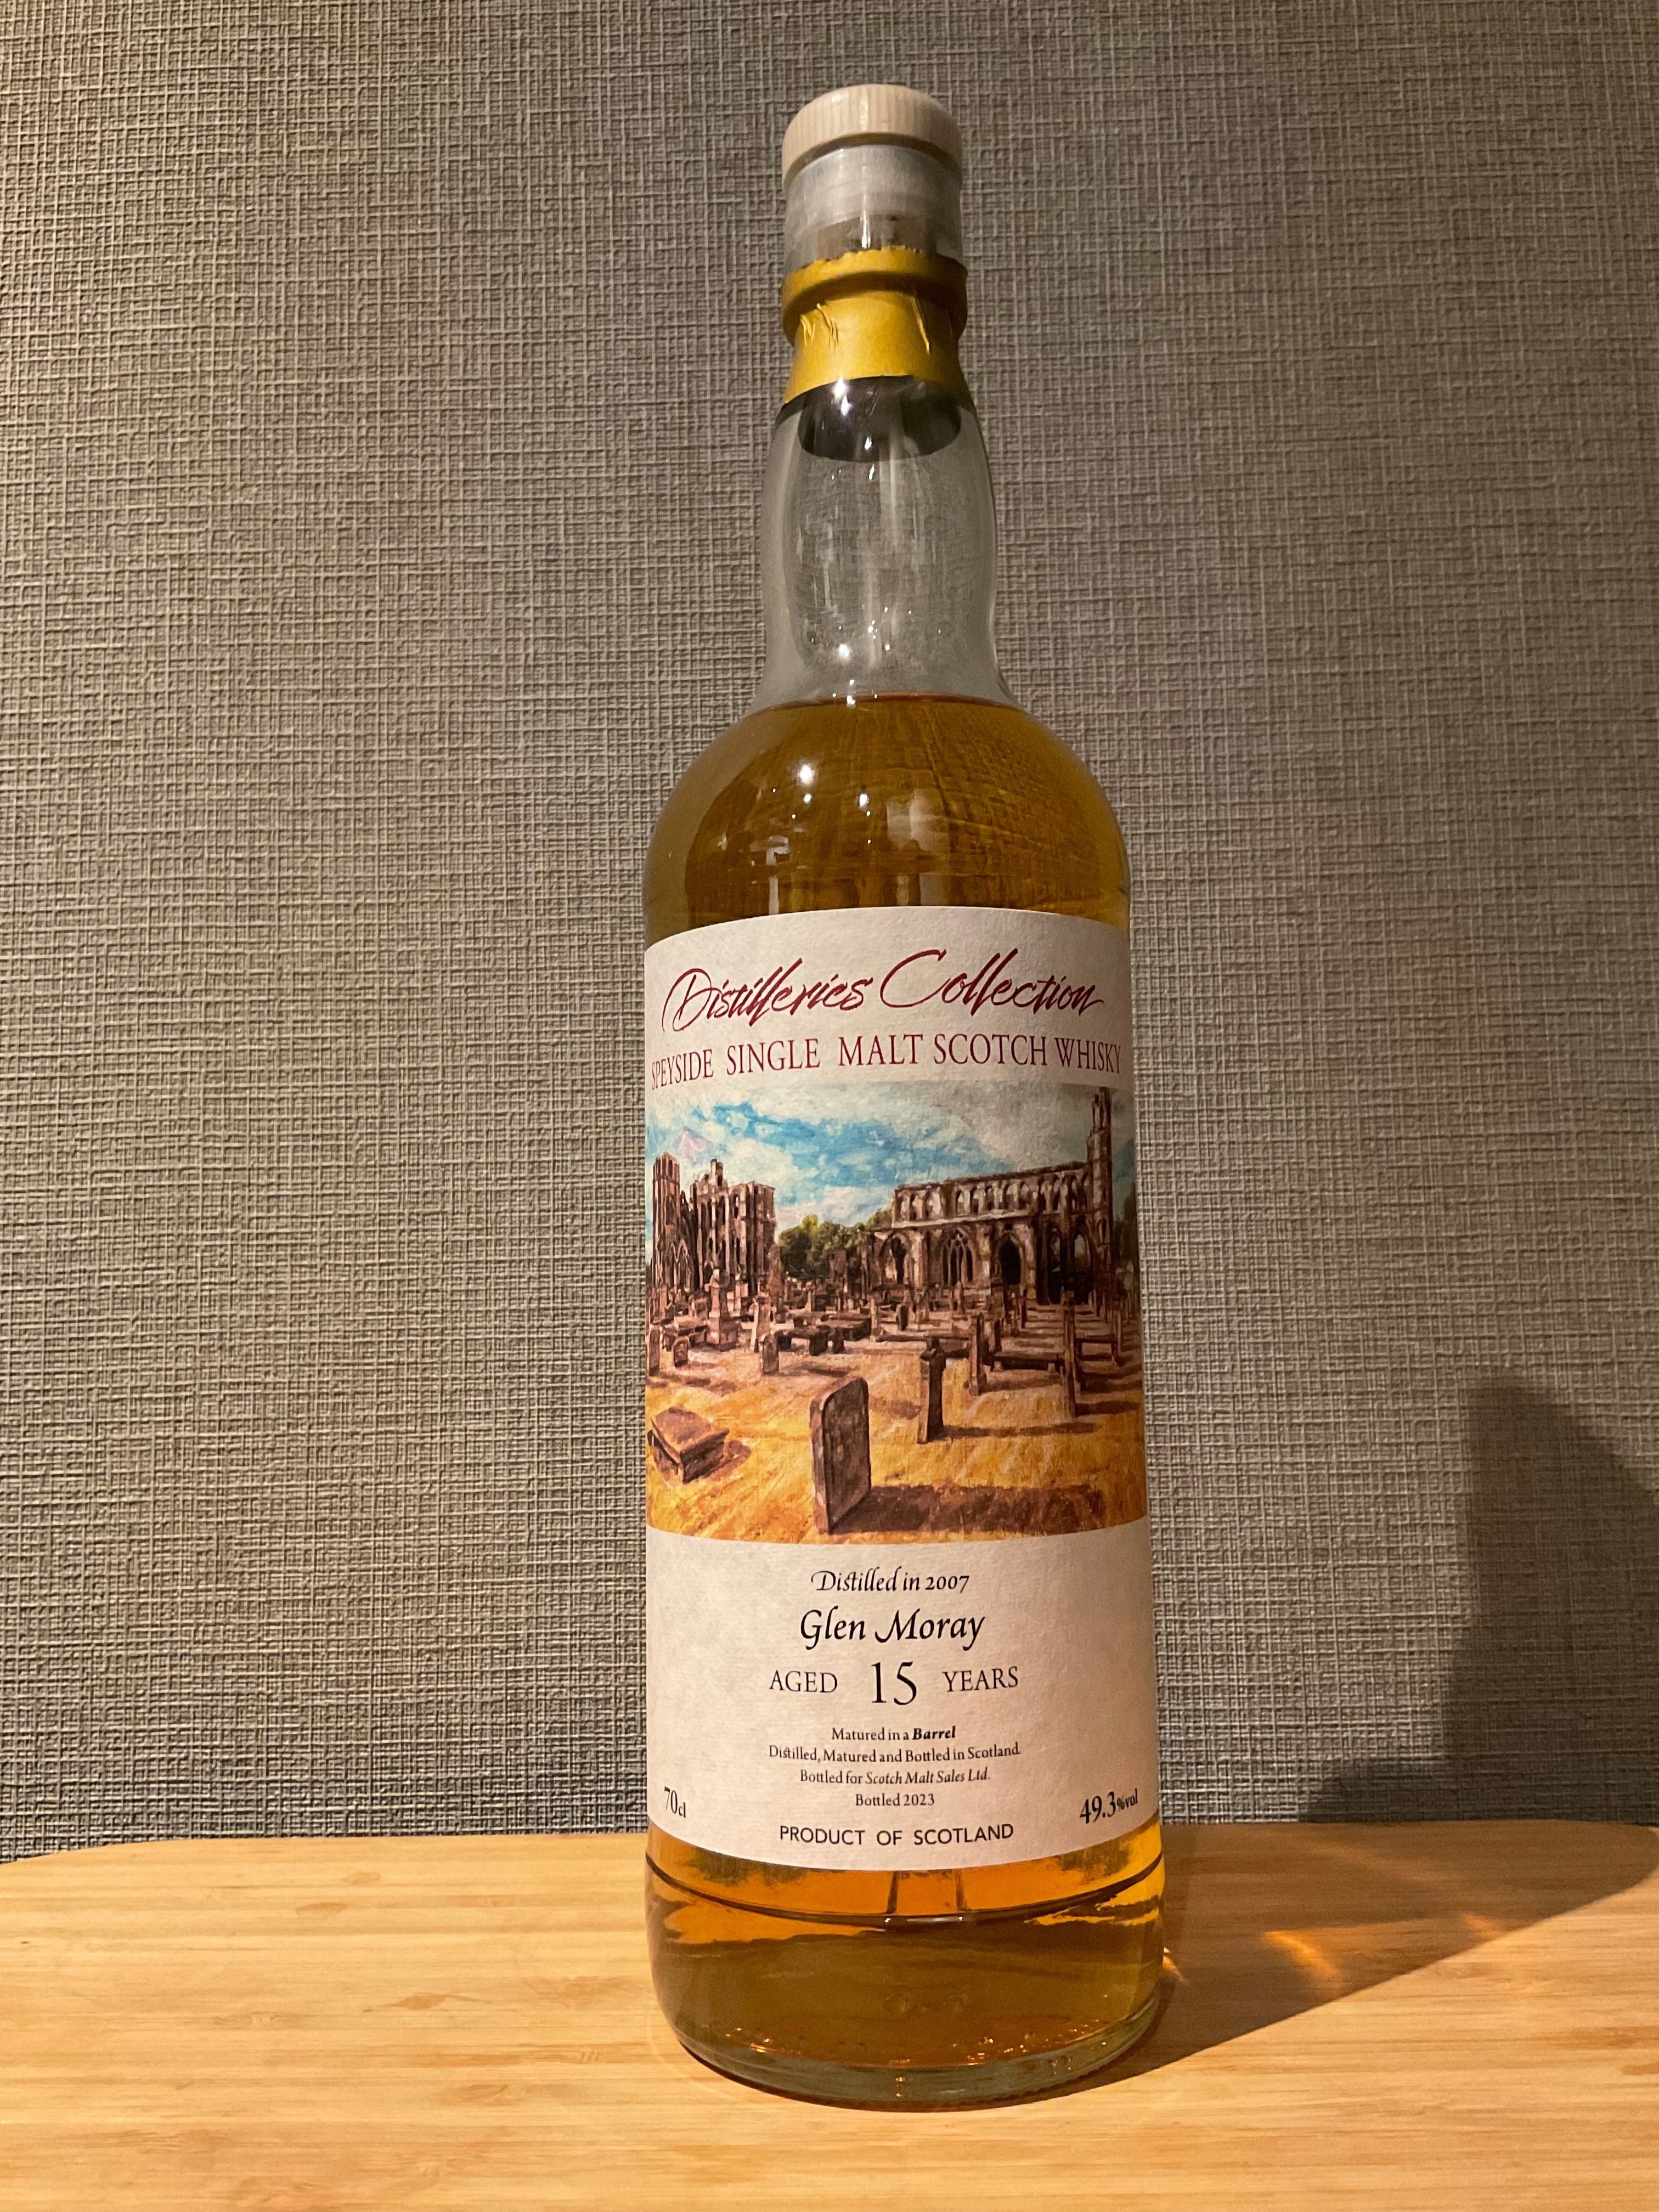 Distilleries Collection
SPEYSIDE SINGLE MALT SCOTCH WHISKY
Distilled in 2007
Glen Moray
AGED 15 YEARS
Matured in a Barrel
Distilled, Matured and Bottled in Scotland
Bottled for Scotch Malt Sales Ltd.
Bottled 2023
70cl
49.3%vol
PRODUCT OF SCOTLAND